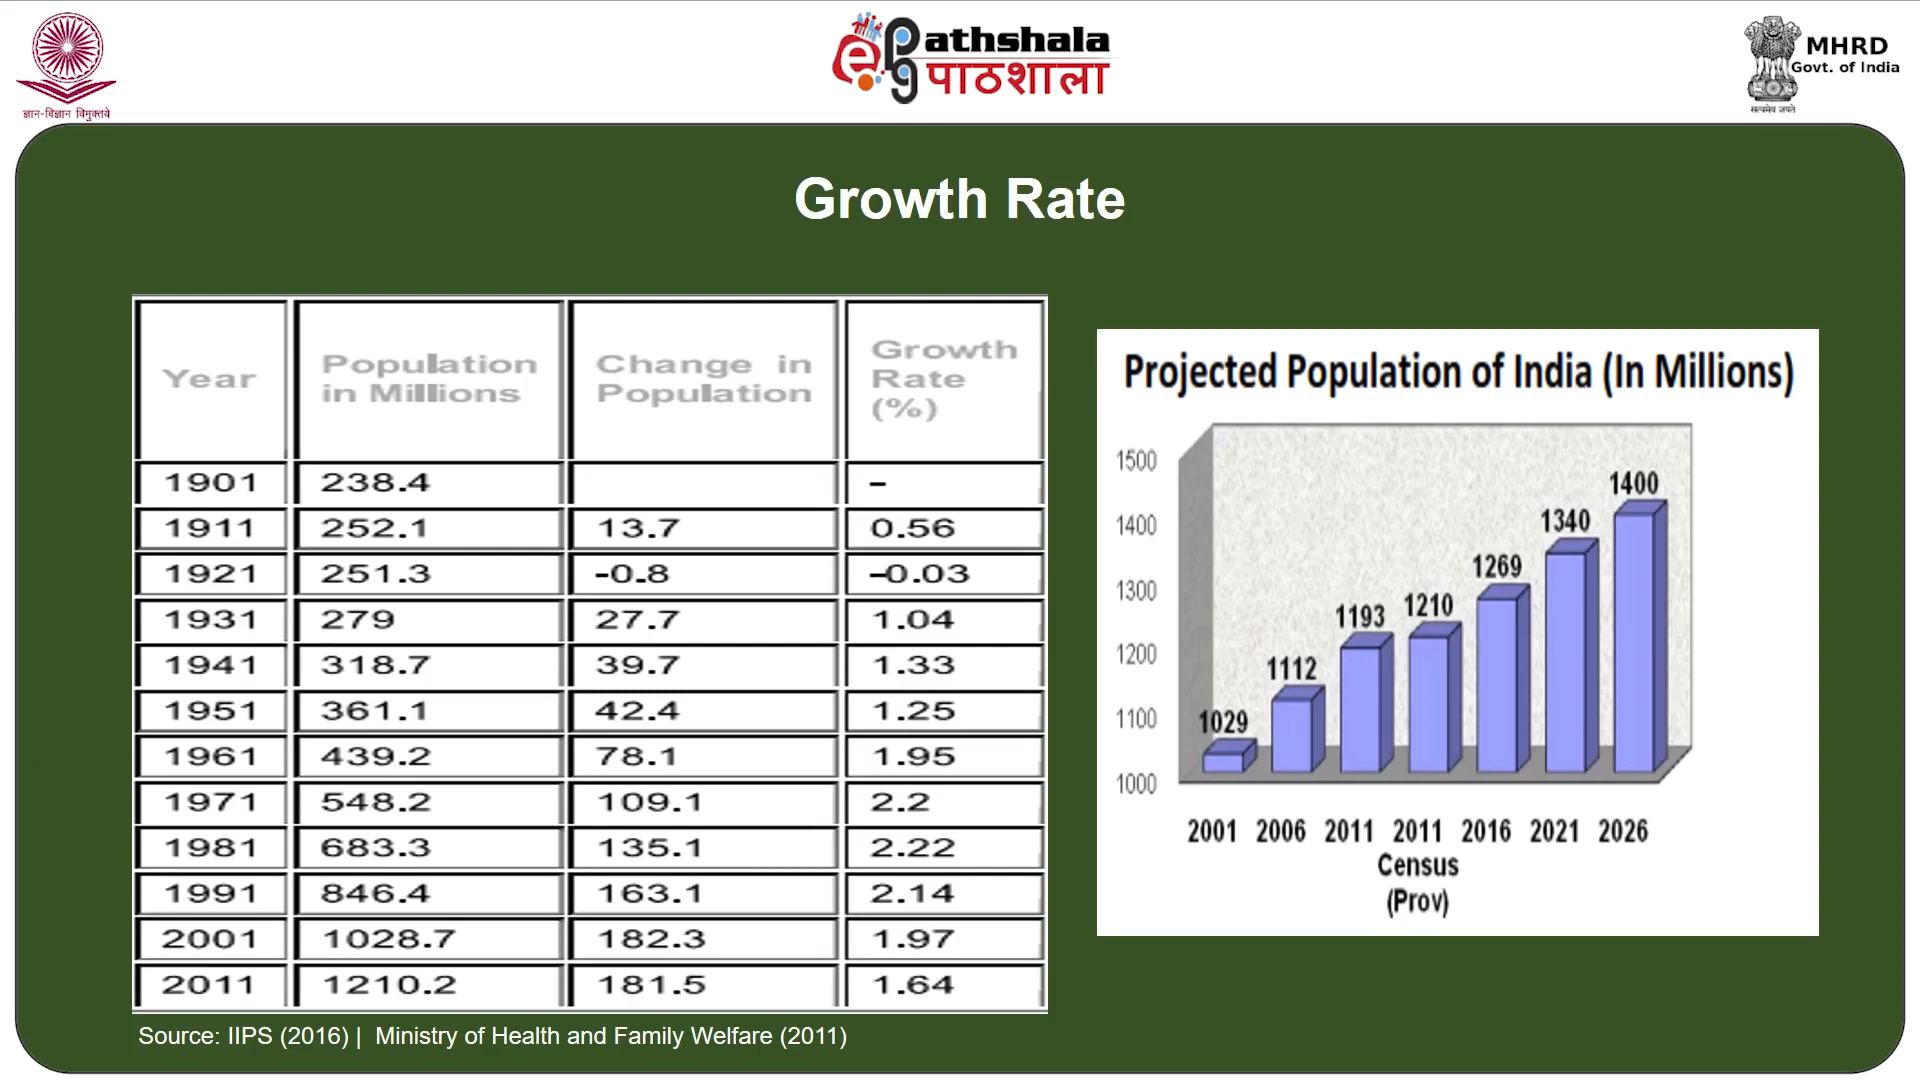 ज्ञान-विज्ञान विमुक्तये
ePG Pathshala
पाठशाला
MHRD
Govt. of India
सत्यमेव जयते
Growth Rate
Year Population in Millions Change in Population Growth Rate (%)
1901 238.4 –
1911 252.1 13.7 0.56
1921 251.3 -0.8 –0.03
1931 279 27.7 1.04
1941 318.7 39.7 1.33
1951 361.1 42.4 1.25
1961 439.2 78.1 1.95
1971 548.2 109.1 2.2
1981 683.3 135.1 2.22
1991 846.4 163.1 2.14
2001 1028.7 182.3 1.97
2011 1210.2 181.5 1.64
Source: IIPS (2016) | Ministry of Health and Family Welfare (2011)
Projected Population of India (In Millions)
1500
1400
1300
1200
1100
1000
1029 1112 1193 1210 1269 1340 1400
2001 2006 2011 2011 2016 2021 2026
Census
(Prov)